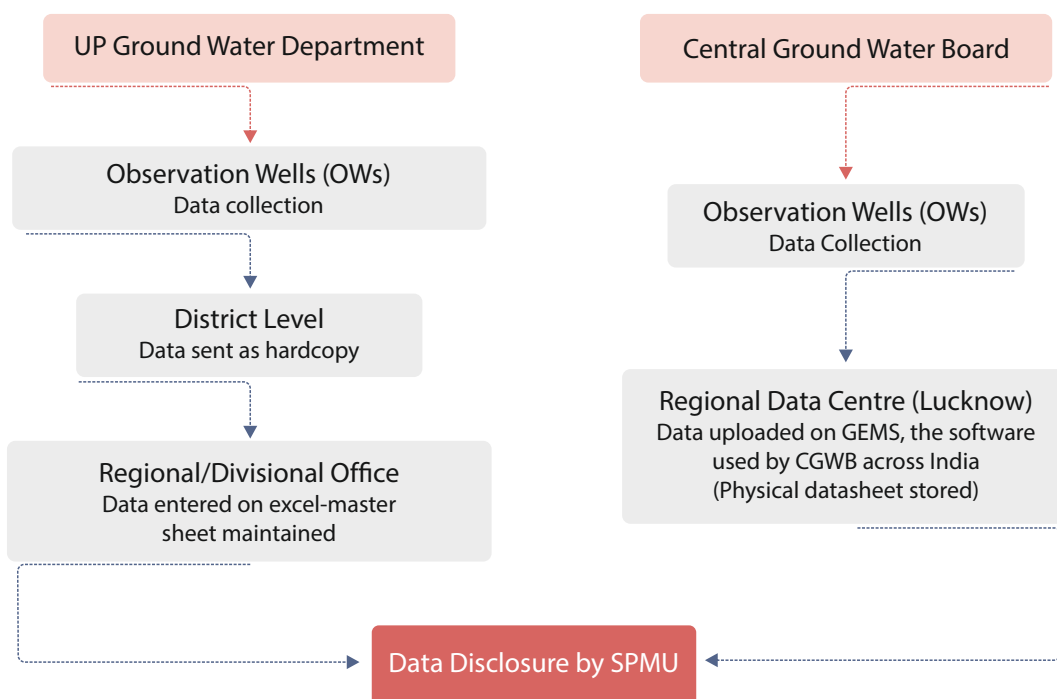 UP Ground Water Department
Observation Wells (OWs)
Data collection
District Level
Data sent as hardcopy
Regional/Divisional Office
Data entered on excel-master
sheet maintained
Central Ground Water Board
Observation Wells (OWs)
Data Collection
Regional Data Centre (Lucknow)
Data uploaded on GEMS, the software
used by CGWB across India
(Physical datasheet stored)
Data Disclosure by SPMU